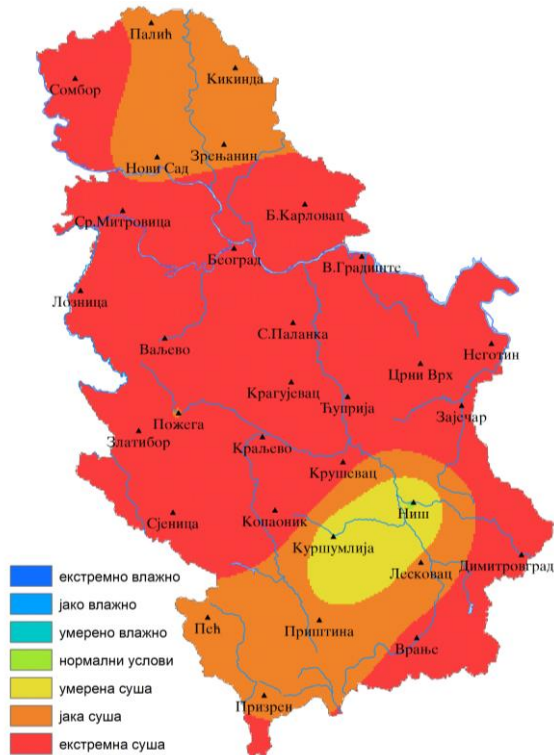 Палић
Сомбор
Кикинда
Зрењанин
Нови Сад
Ср.Митровица
Б.Карловац
Београд
В.Градиште
Лозница
С.Паланка
Ваљево
Неготин
Црни Врх
Крагујевац
Ћуприја
Зајечар
Пожега
Златибор
Краљево
Крушевац
Ниш
Сјеница
Копаоник
Куршумлија
Димитровград
Лесковац
Пећ
Приштина
Врање
Призрен
екстремно влажно
јако влажно
умерено влажно
нормални услови
умерена суша
јака суша
екстремна суша